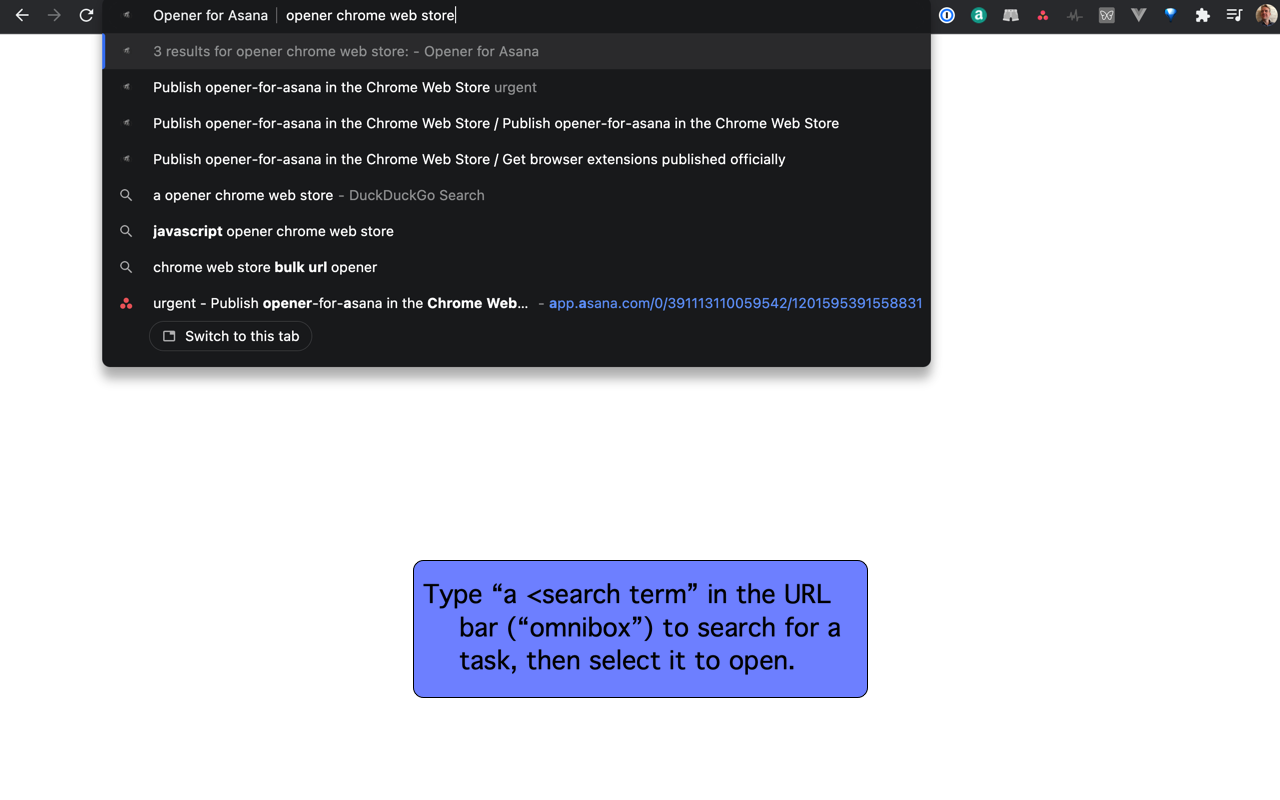 Opener for Asana | opener chrome web store
3 results for opener chrome web store: - Opener for Asana
Publish opener-for-asana in the Chrome Web Store urgent
Publish opener-for-asana in the Chrome Web Store / Publish opener-for-asana in the Chrome Web Store
Publish opener-for-asana in the Chrome Web Store / Get browser extensions published officially
a opener chrome web store - DuckDuckGo Search
javascript opener chrome web store
chrome web store bulk url opener
urgent - Publish opener-for-asana in the Chrome Web... - app.asana.com/0/391113110059542/1201595391558831
Switch to this tab
Type “a <search term” in the URL
bar (“omnibox”) to search for a
task, then select it to open.